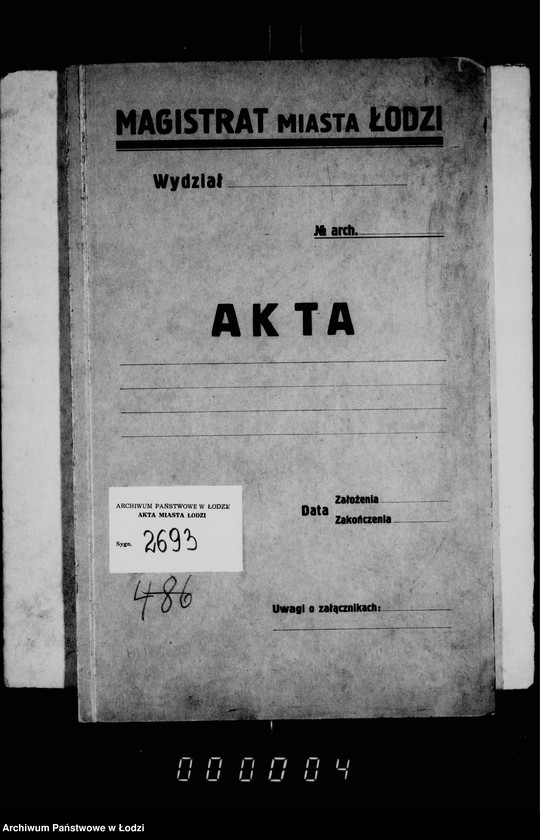 MAGISTRAT MIASTA ŁODZI
Wydział
№ arch.
AKTA
ARCHIWUM PAŃSTWOWE W ŁODZI
AKTA MIASTA ŁODZI
Sygn. 2693
486
Data
Założenia
Zakończenia
Uwagi o załącznikach:
000004
Archiwum Państwowe w Łodzi